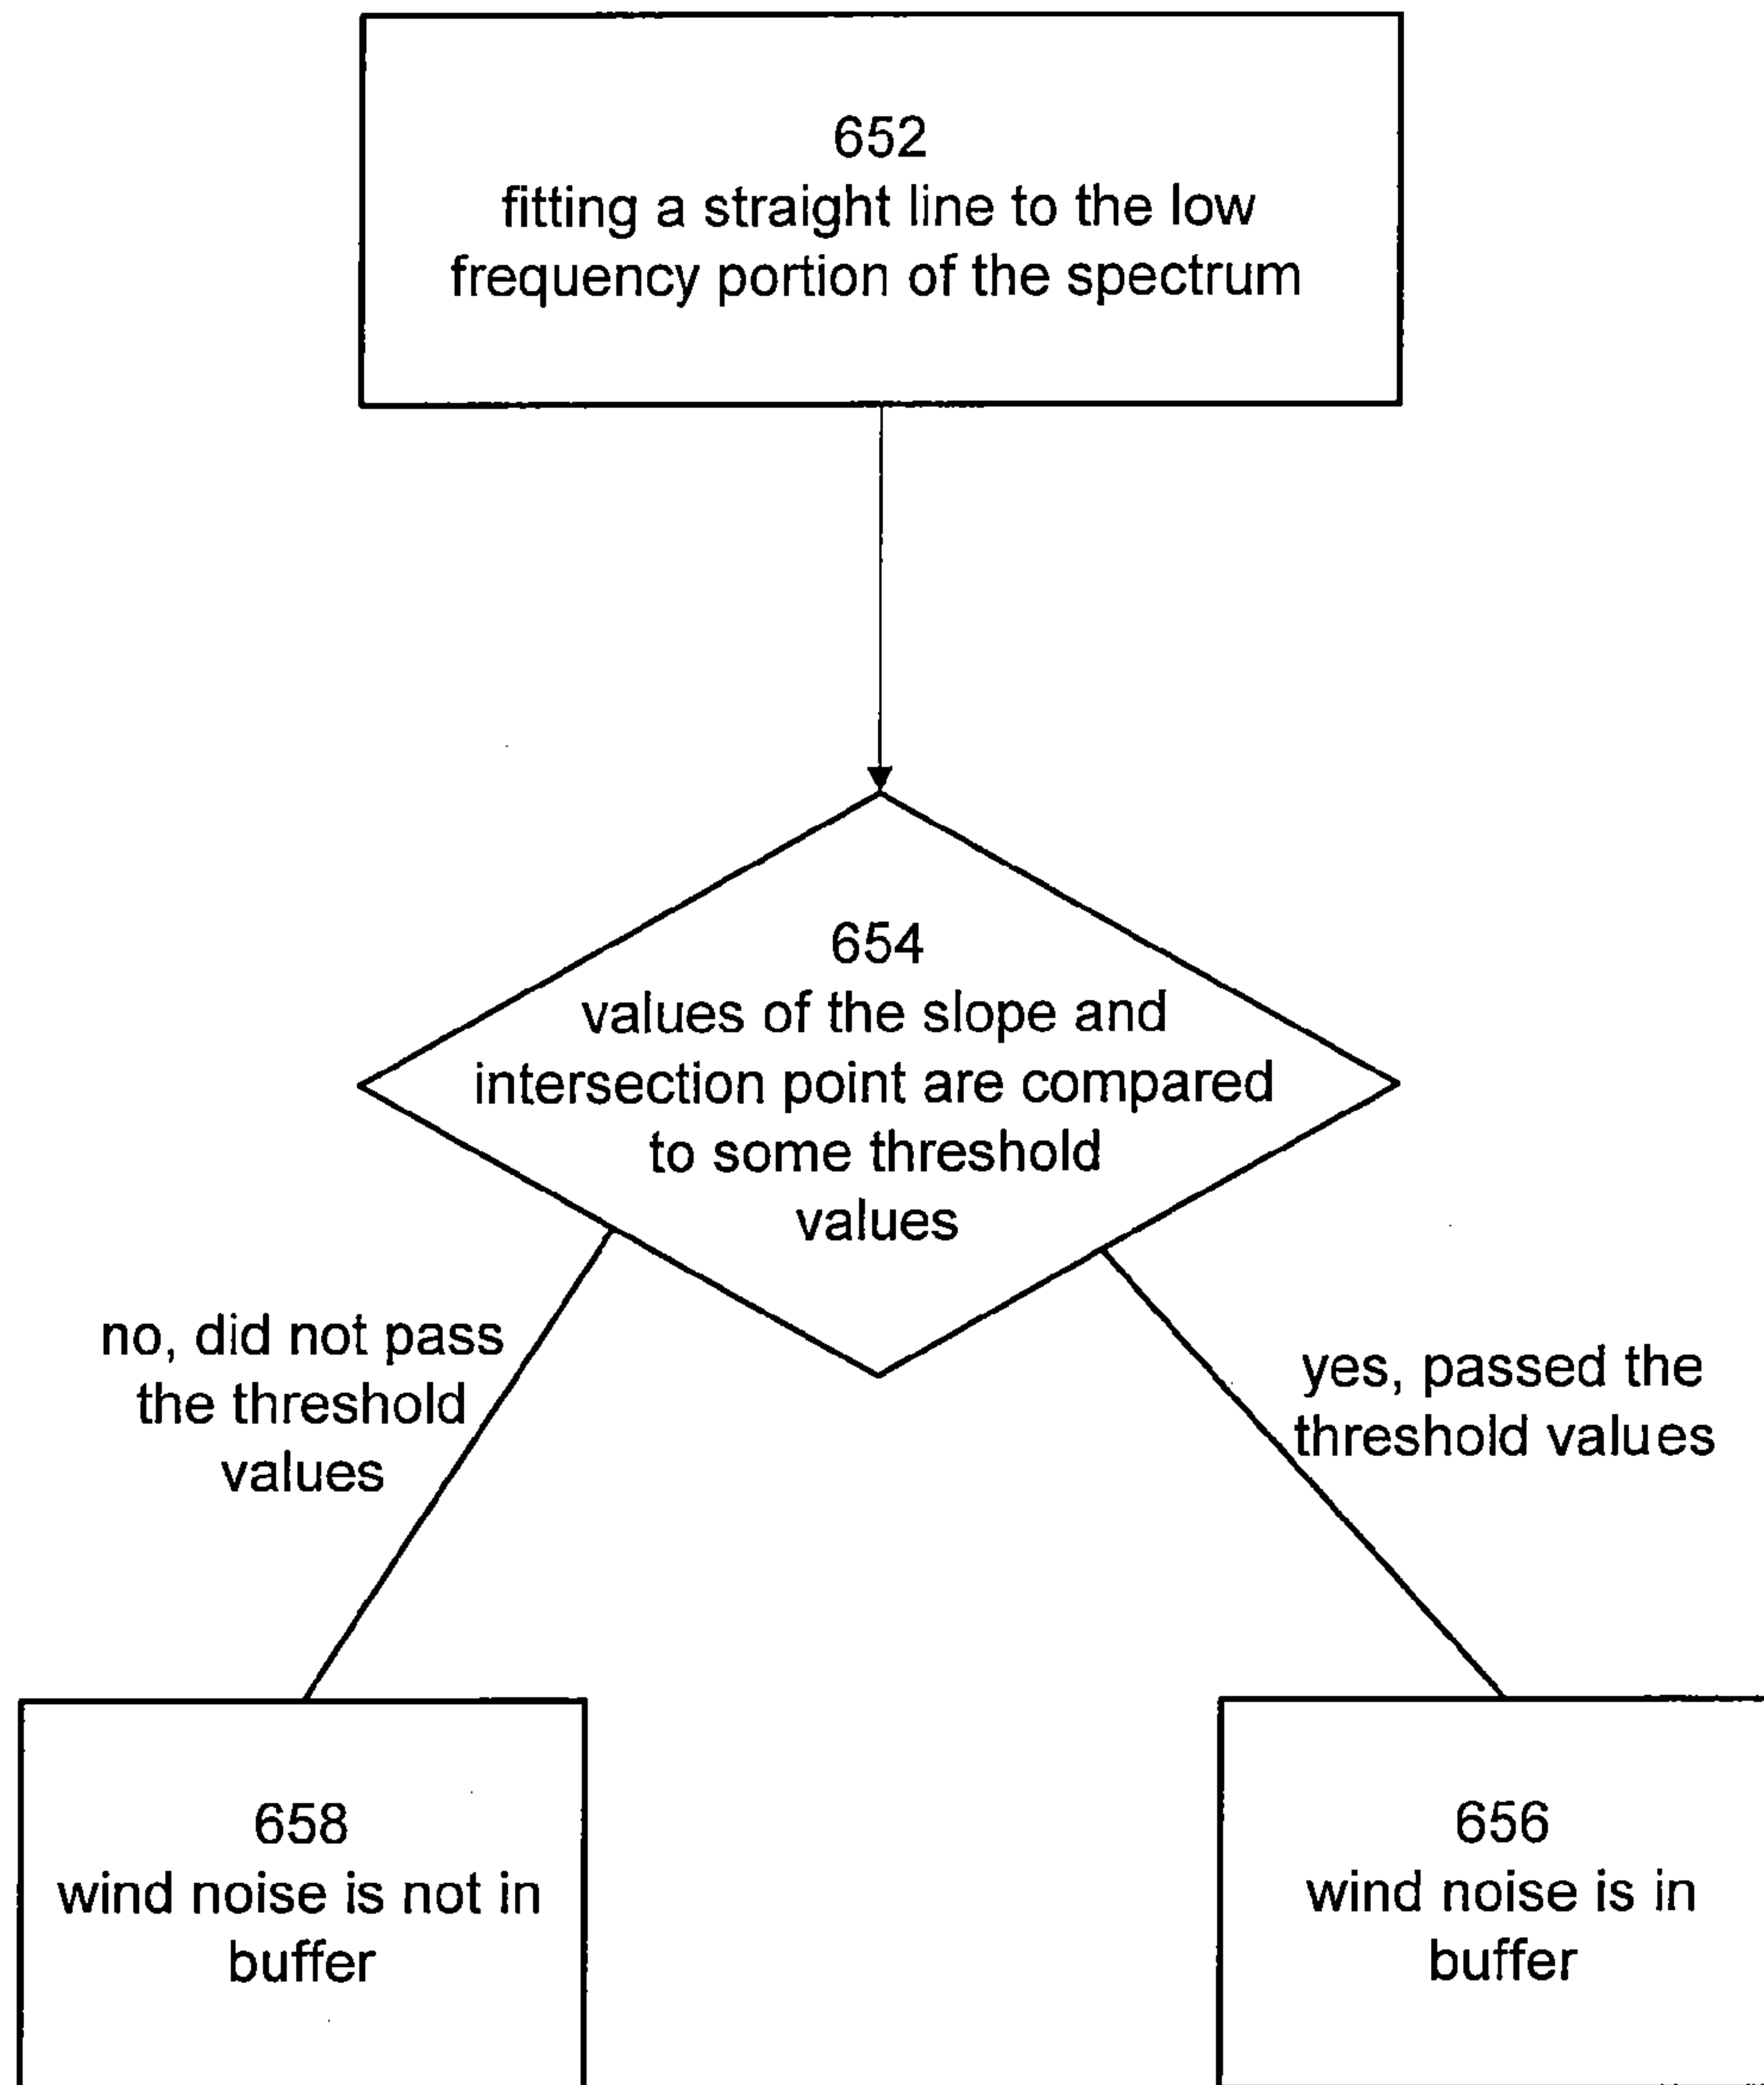 652
fitting a straight line to the low
frequency portion of the spectrum
654
values of the slope and
intersection point are compared
to some threshold
values
no, did not pass
the threshold
values
yes, passed the
threshold values
658
wind noise is not in
buffer
656
wind noise is in
buffer